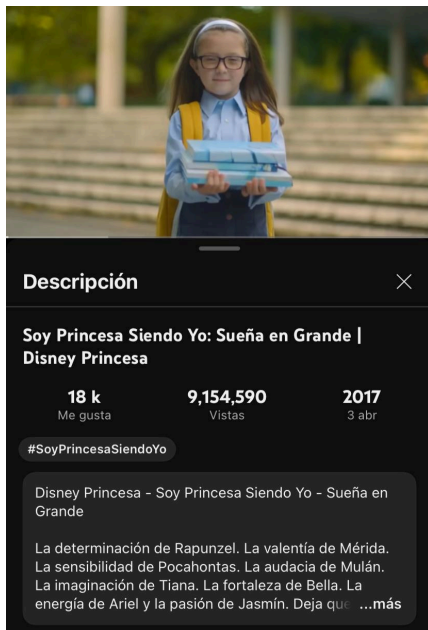 Descripción
Soy Princesa Siendo Yo: Sueña en Grande |
Disney Princesa
18 k
9,154,590
2017
Me gusta
Vistas
3 abr
#SoyPrincesaSiendoYo
Disney Princesa - Soy Princesa Siendo Yo - Sueña en
Grande
La determinación de Rapunzel. La valentía de Mérida.
La sensibilidad de Pocahontas. La audacia de Mulán.
La imaginación de Tiana. La fortaleza de Bella. La
energía de Ariel y la pasión de Jasmín. Deja que ...más